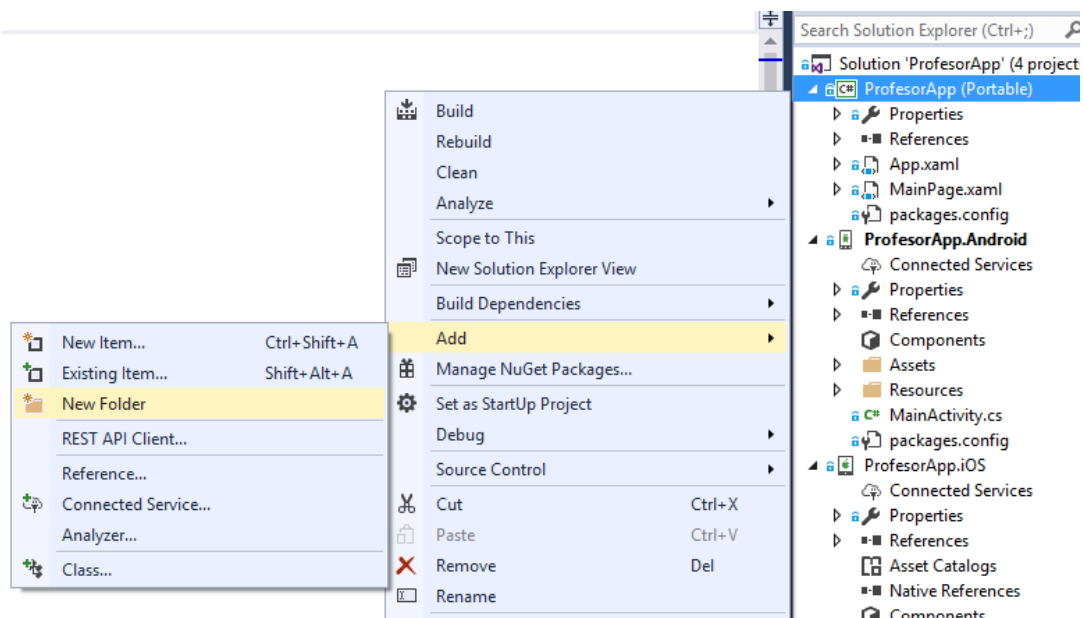 Search Solution Explorer (Ctrl+;)
Solution 'ProfesorApp' (4 project
ProfesorApp (Portable)
Properties
References
App.xaml
MainPage.xaml
packages.config
ProfesorApp.Android
Connected Services
Properties
References
Components
Assets
Resources
MainActivity.cs
packages.config
ProfesorApp.iOS
Connected Services
Properties
References
Asset Catalogs
Native References
Components
Build
Rebuild
Clean
Analyze
Scope to This
New Solution Explorer View
Build Dependencies
Add
Manage NuGet Packages...
Set as StartUp Project
Debug
Source Control
Cut Ctrl+X
Paste Ctrl+V
Remove Del
Rename
New Item... Ctrl+Shift+A
Existing Item... Shift+Alt+A
New Folder
REST API Client...
Reference...
Connected Service...
Analyzer...
Class...